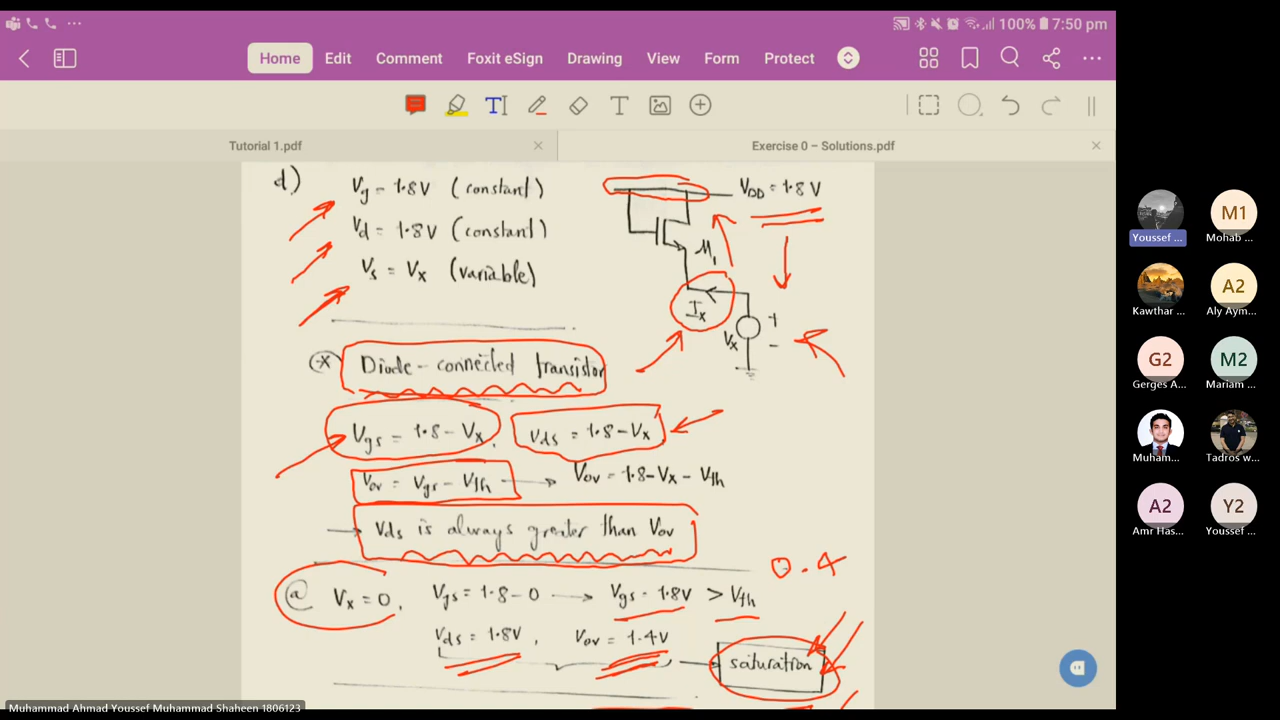 100% 7:50 pm
Home Edit Comment Foxit eSign Drawing View Form Protect
Tutorial 1.pdf
Exercise 0 – Solutions.pdf
d) Vg = 1.8V (constant)
VDD = 1.8 V
Vd = 1.8V (constant)
M1
Vs = Vx (variable)
Ix
Vx
+
−
(*) Diode-connected transistor
Vgs = 1.8 - Vx, Vds = 1.8 - Vx
Vov = Vgs - Vth → Vov = 1.8 - Vx - Vth
→ Vds is always greater than Vov
0.4
@ Vx = 0, Vgs = 1.8 - 0 → Vgs = 1.8V > Vth
Vds = 1.8V, Vov = 1.4V → saturation
Youssef ...
M1
Mohab ...
Kawthar ...
A2
Aly Aym...
G2
Gerges A...
M2
Mariam ...
Muham...
Tadros w...
A2
Amr Has...
Y2
Youssef ...
Muhammad Ahmad Youssef Muhammad Shaheen 1806123